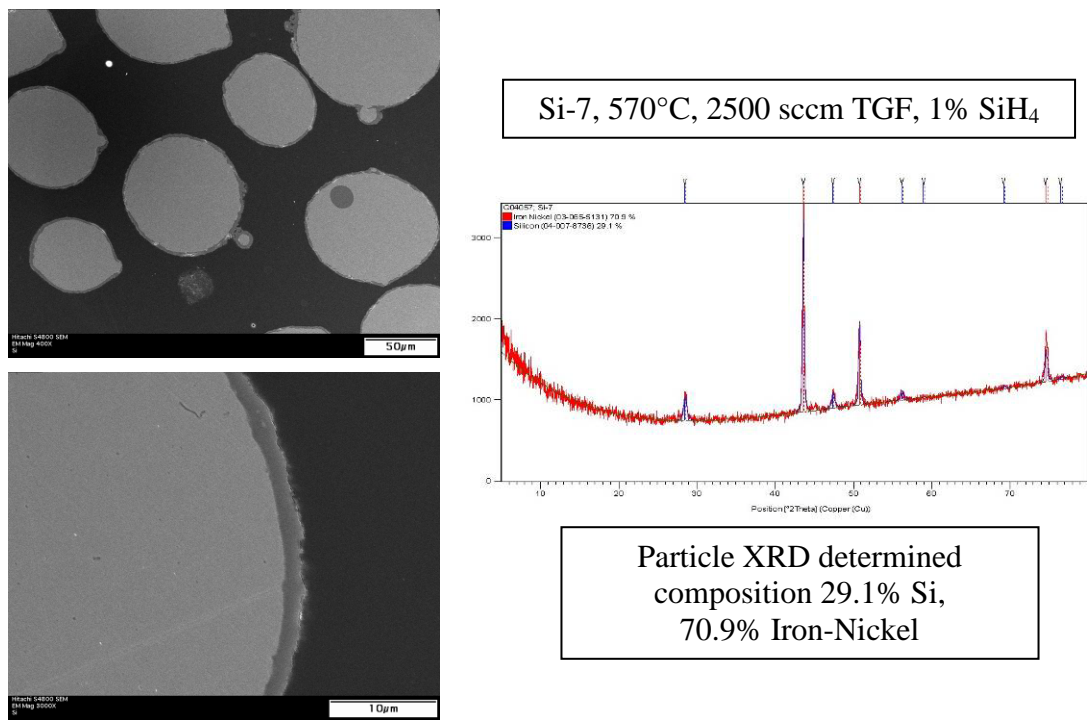 Hitachi S4800 SEM
EM Mag 400X
Si
50µm
Hitachi S4800 SEM
EM Mag 3000X
Si
10µm
Si-7, 570°C, 2500 sccm TGF, 1% SiH₄
G04057; Si-7
Iron Nickel (03-065-5131) 70.9 %
Silicon (04-007-8736) 29.1 %
3000
2000
1000
0
10 20 30 40 50 60 70
Position [°2Theta] (Copper (Cu))
Particle XRD determined
composition 29.1% Si,
70.9% Iron-Nickel